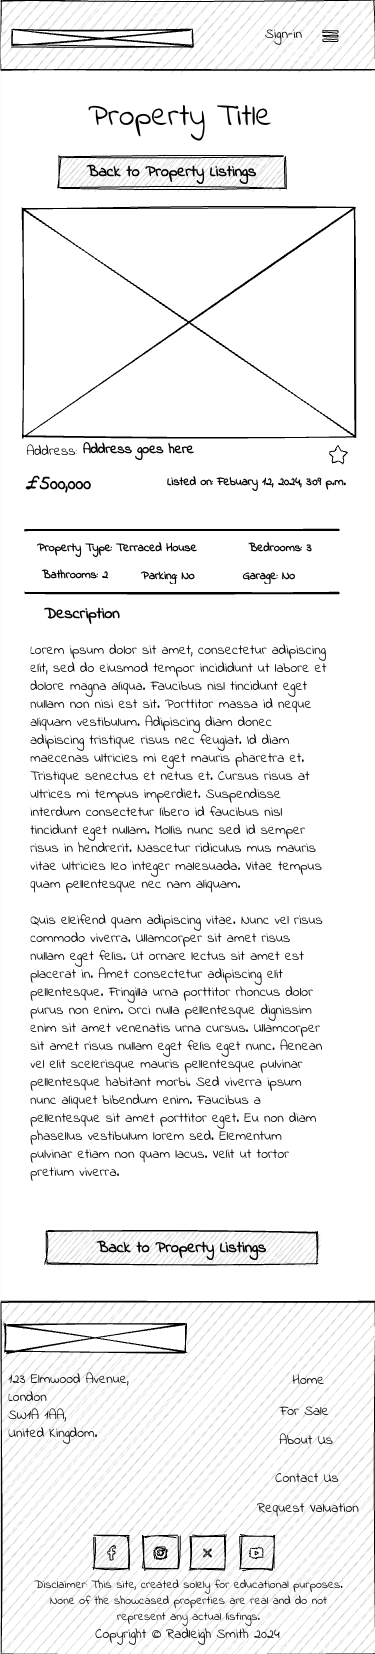 Sign-in
Property Title
Back to Property Listings
Address: Address goes here
£500,000
Listed on: Febuary 12, 2024, 3:09 p.m.
Property Type: Terraced House Bedrooms: 3
Bathrooms: 2 Parking: No Garage: No
Description
Lorem ipsum dolor sit amet, consectetur adipiscing
elit, sed do eiusmod tempor incididunt ut labore et
dolore magna aliqua. Faucibus nisl tincidunt eget
nullam non nisi est sit. Porttitor massa id neque
aliquam vestibulum. Adipiscing diam donec
adipiscing tristique risus nec feugiat. Id diam
maecenas ultricies mi eget mauris pharetra et.
Tristique senectus et netus et. Cursus risus at
ultrices mi tempus imperdiet. Suspendisse
interdum consectetur libero id faucibus nisl
tincidunt eget nullam. Mollis nunc sed id semper
risus in hendrerit. Nascetur ridiculus mus mauris
vitae ultricies leo integer malesuada. Vitae tempus
quam pellentesque nec nam aliquam.
Quis eleifend quam adipiscing vitae. Nunc vel risus
commodo viverra. Ullamcorper sit amet risus
nullam eget felis. Ut ornare lectus sit amet est
placerat in. Amet consectetur adipiscing elit
pellentesque. Fringilla urna porttitor rhoncus dolor
purus non enim. Orci nulla pellentesque dignissim
enim sit amet venenatis urna cursus. Ullamcorper
sit amet risus nullam eget felis eget nunc. Aenean
vel elit scelerisque mauris pellentesque pulvinar
pellentesque habitant morbi. Sed viverra ipsum
nunc aliquet bibendum enim. Faucibus a
pellentesque sit amet porttitor eget. Eu non diam
phasellus vestibulum lorem sed. Elementum
pulvinar etiam non quam lacus. Velit ut tortor
pretium viverra.
Back to Property Listings
123 Elmwood Avenue,
London
SW1A 1AA,
United Kingdom.
Home
For Sale
About Us
Contact Us
Request Valuation
Disclaimer: This site, created solely for educational purposes.
None of the showcased properties are real and do not
represent any actual listings.
Copyright © Radleigh Smith 2024